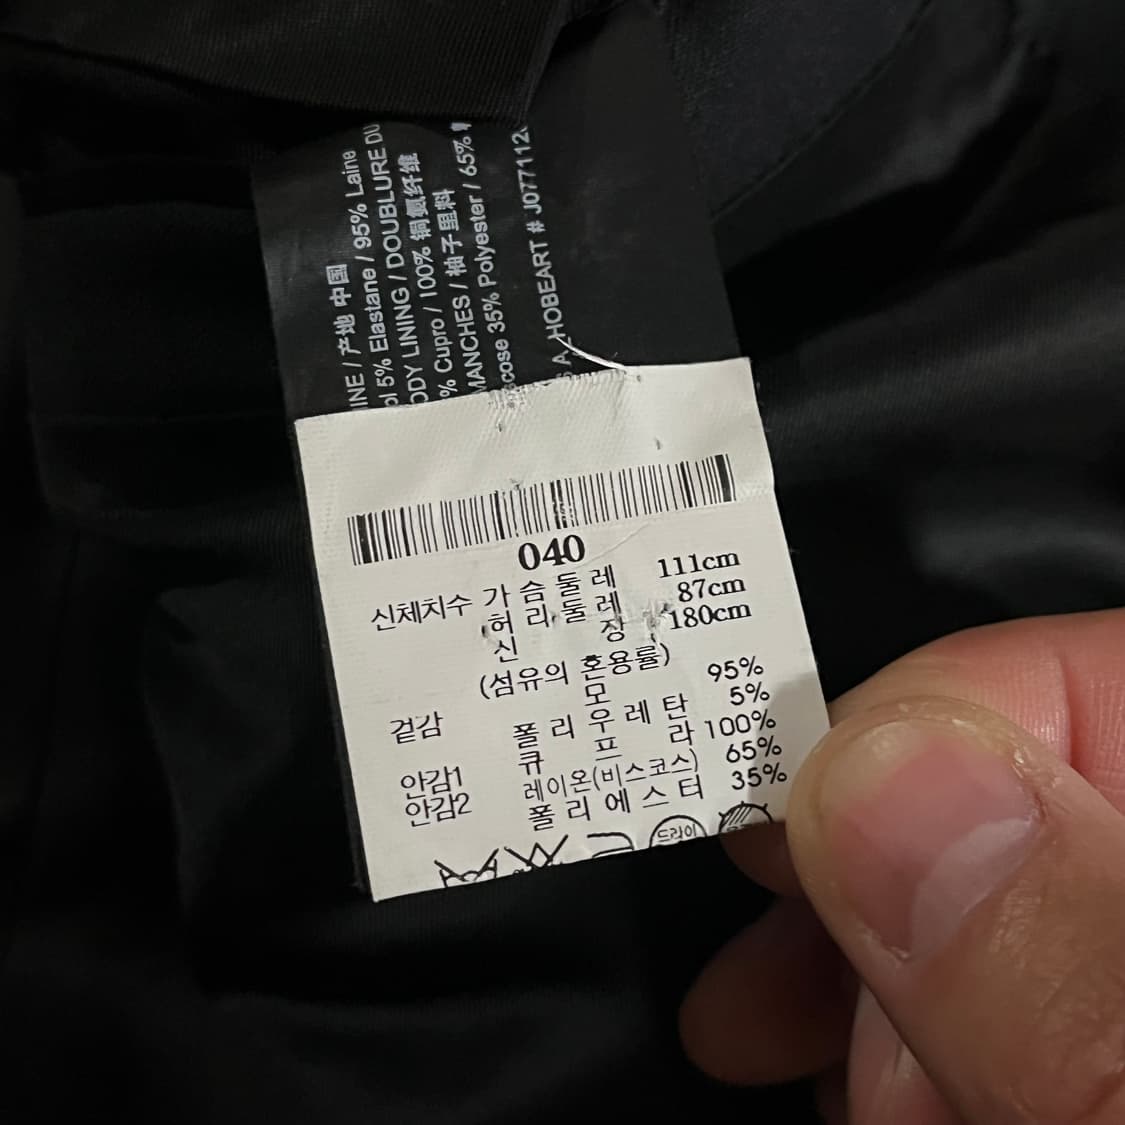 INE / 产地 中国
ol 5% Elastane / 95% Laine
ODY LINING / DOUBLURE DU
% Cupro / 100% 铜氨纤维
MANCHES / 袖子里料
scose 35% Polyester / 65%
A. HOBEART # J077112
040
신체치수 가슴둘레 111cm
허리둘레 87cm
신장 180cm
(섬유의 혼용률)
겉감 모 95%
폴리우레탄 5%
안감1 큐프라 100%
안감2 레이온(비스코스) 65%
폴리에스터 35%
드라이